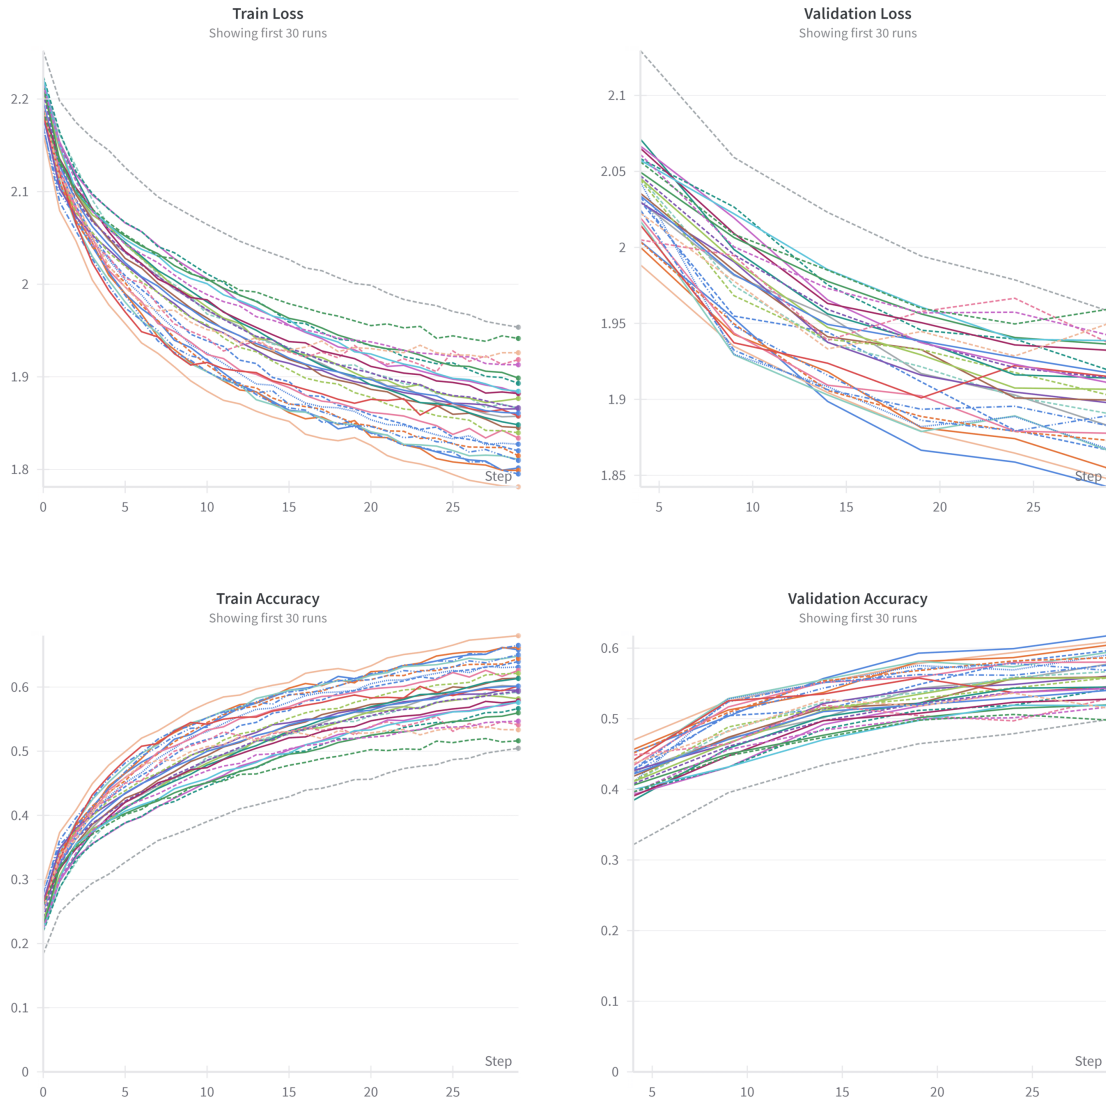 Train Loss
Showing first 30 runs
2.2
2.1
2
1.9
1.8
Step
0 5 10 15 20 25
Validation Loss
Showing first 30 runs
2.1
2.05
2
1.95
1.9
1.85
Step
5 10 15 20 25
Train Accuracy
Showing first 30 runs
0.6
0.5
0.4
0.3
0.2
0.1
0
Step
0 5 10 15 20 25
Validation Accuracy
Showing first 30 runs
0.6
0.5
0.4
0.3
0.2
0.1
0
Step
5 10 15 20 25